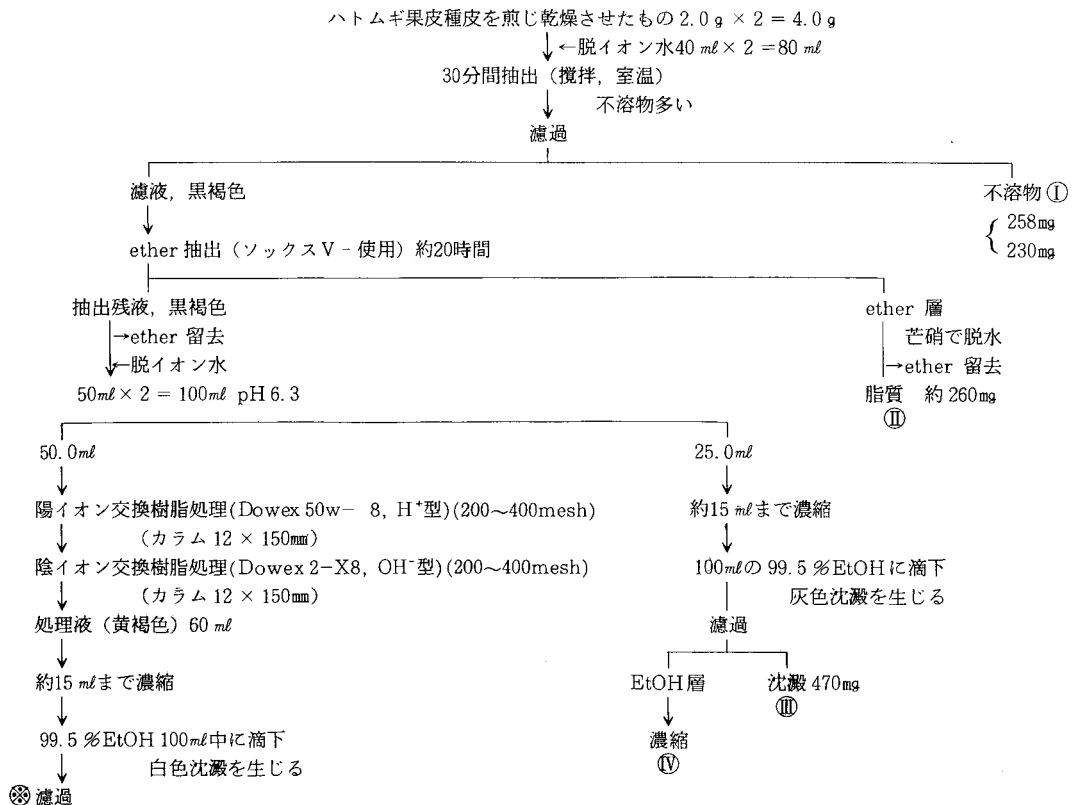 ハトムギ果皮種皮を煎じ乾燥させたもの 2.0 g × 2 = 4.0 g
←脱イオン水40 ml × 2 = 80 ml
30分間抽出（攪拌, 室温）
不溶物多い
濾過
濾液, 黒褐色
不溶物 Ⓘ
258mg
230mg
ether 抽出（ソックスV-使用）約20時間
抽出残液, 黒褐色
→ether 留去
←脱イオン水
50ml × 2 = 100ml pH 6.3
ether 層
芒硝で脱水
→ether 留去
脂質 約 260mg
Ⅱ
50.0ml
陽イオン交換樹脂処理(Dowex 50w- 8, H⁺型)(200～400mesh)
（カラム 12 × 150mm）
陰イオン交換樹脂処理(Dowex 2-X8, OH⁻型)(200～400mesh)
（カラム 12 × 150mm）
処理液（黄褐色）60 ml
約15 mlまで濃縮
99.5 %EtOH 100ml中に滴下
白色沈澱を生じる
※ 濾過
25.0ml
約15 mlまで濃縮
100mlの 99.5 %EtOHに滴下
灰色沈澱を生じる
濾過
EtOH層
濃縮
Ⅳ
沈澱 470mg
Ⅲ